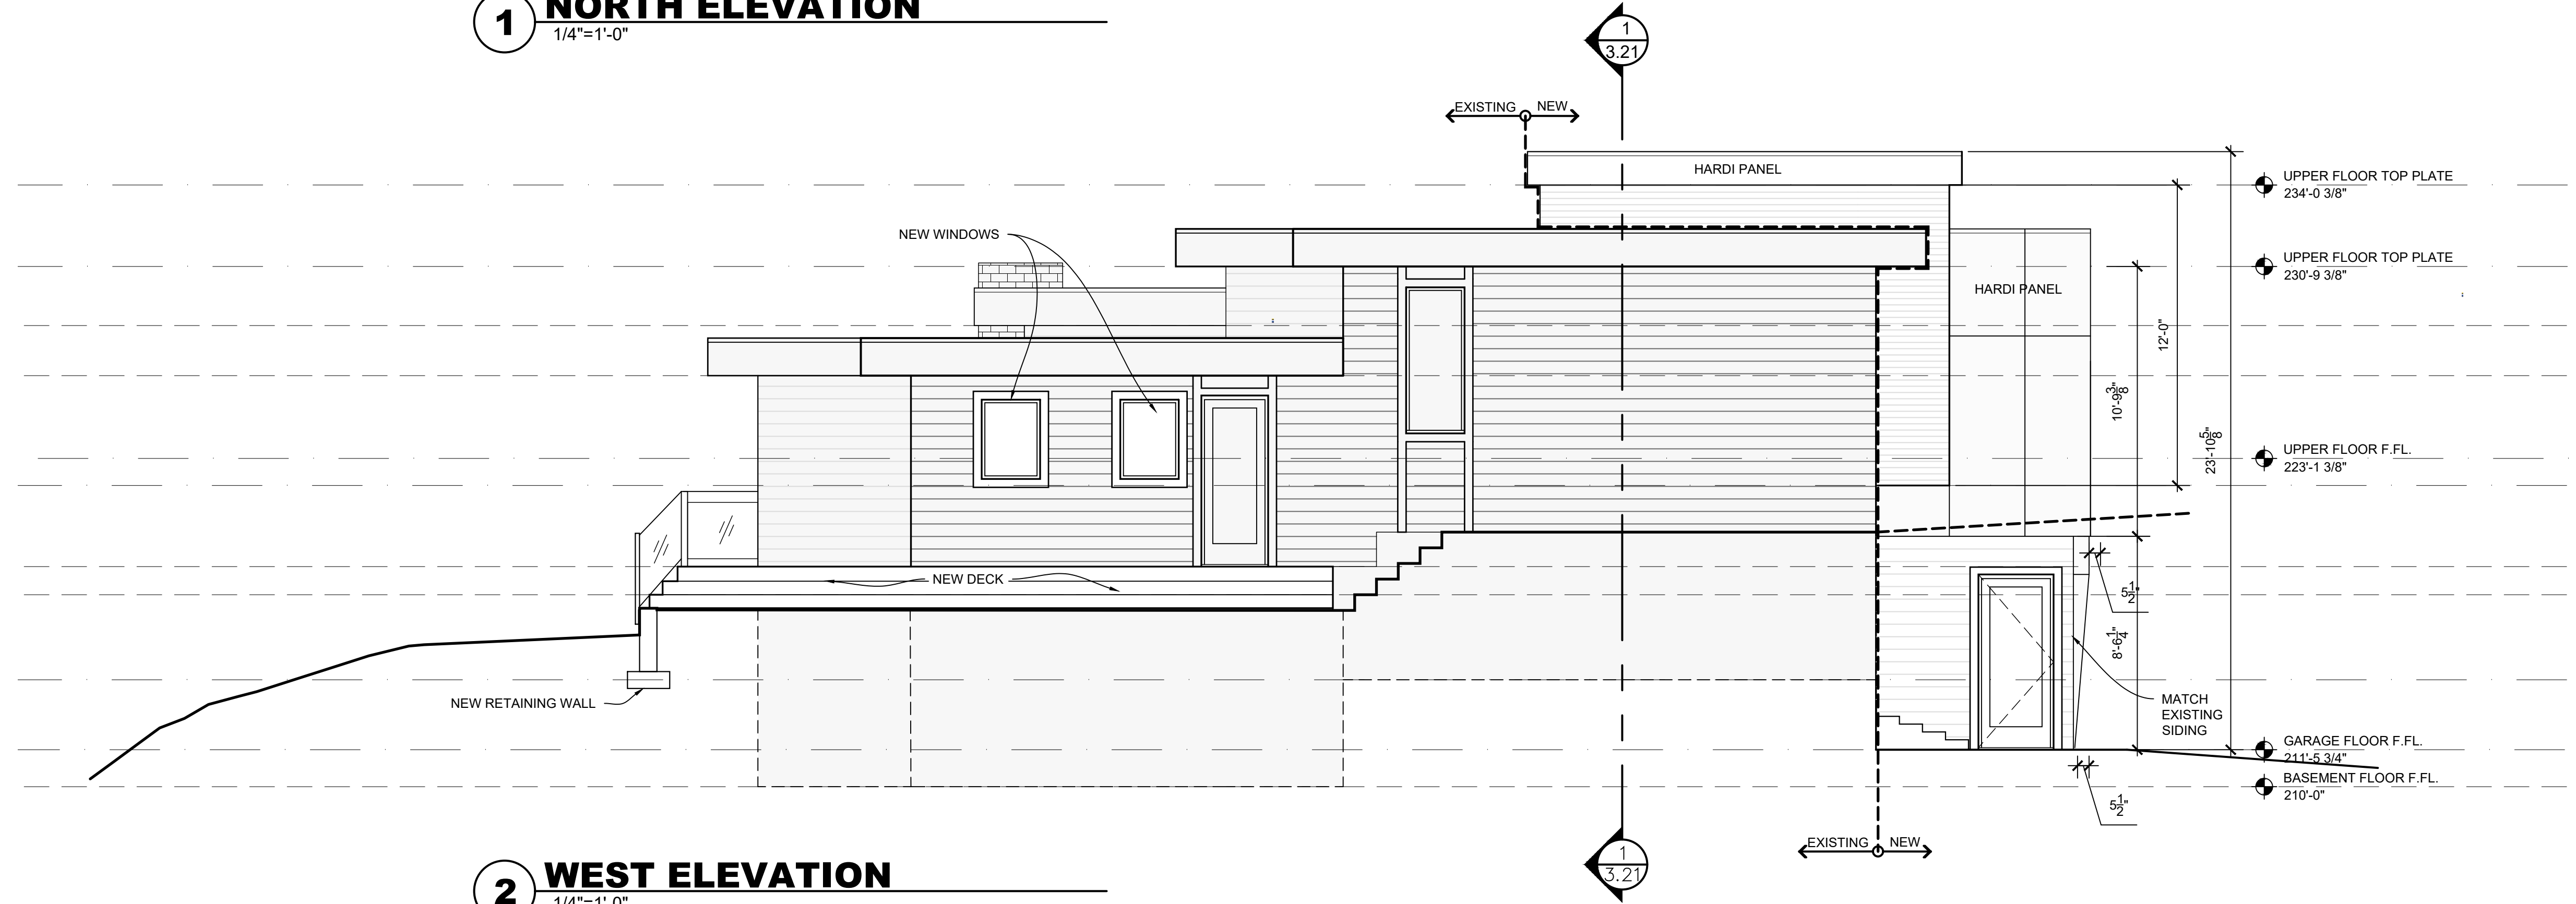 1 NORTH ELEVATION
1/4"=1'-0"
1
3.21
EXISTING NEW
HARDI PANEL
UPPER FLOOR TOP PLATE
234'-0 3/8"
NEW WINDOWS
UPPER FLOOR TOP PLATE
230'-9 3/8"
HARDI PANEL
12'-0"
10'-9 3/8"
23'-10 5/8"
UPPER FLOOR F.FL.
223'-1 3/8"
NEW DECK
5 1/2"
8'-6 1/4"
NEW RETAINING WALL
MATCH
EXISTING
SIDING
GARAGE FLOOR F.FL.
211'-5 3/4"
BASEMENT FLOOR F.FL.
210'-0"
5 1/2"
EXISTING NEW
1
3.21
2 WEST ELEVATION
1/4"=1'-0"